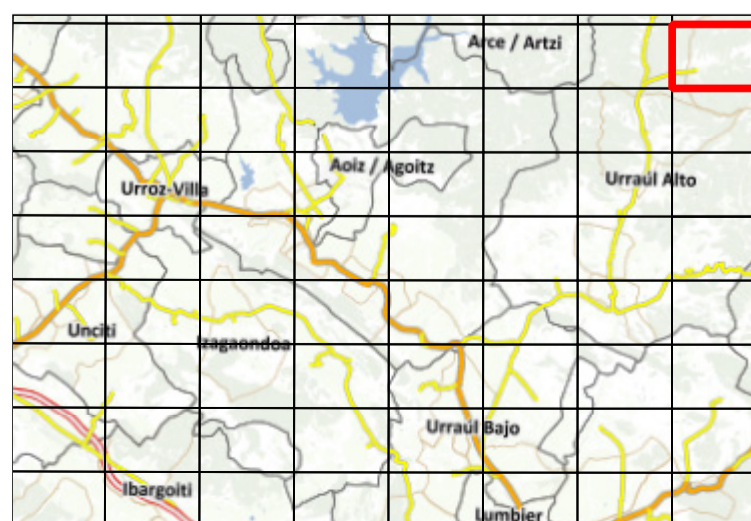 Arce / Artzi
Aoiz / Agoitz
Urraúl Alto
Urroz-Villa
Unciti
Izagaondoa
Urraúl Bajo
Ibargoiti
Lumbier